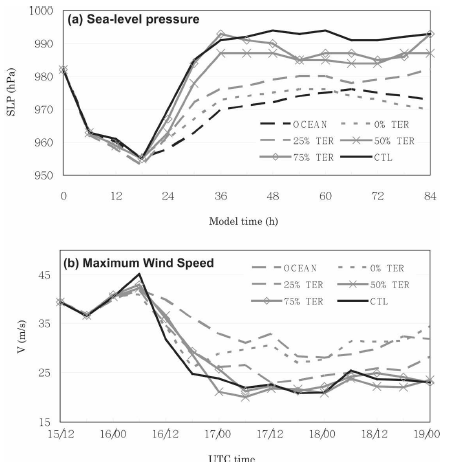 (a) Sea-level pressure
1000
990
980
970
960
950
SLP (hPa)
OCEAN 0% TER
25% TER 50% TER
75% TER CTL
0 12 24 36 48 60 72 84
Model time (h)
(b) Maximum Wind Speed
45
35
25
15
V (m/s)
OCEAN 0% TER
25% TER 50% TER
75% TER CTL
15/12 16/00 16/12 17/00 17/12 18/00 18/12 19/00
UTC time